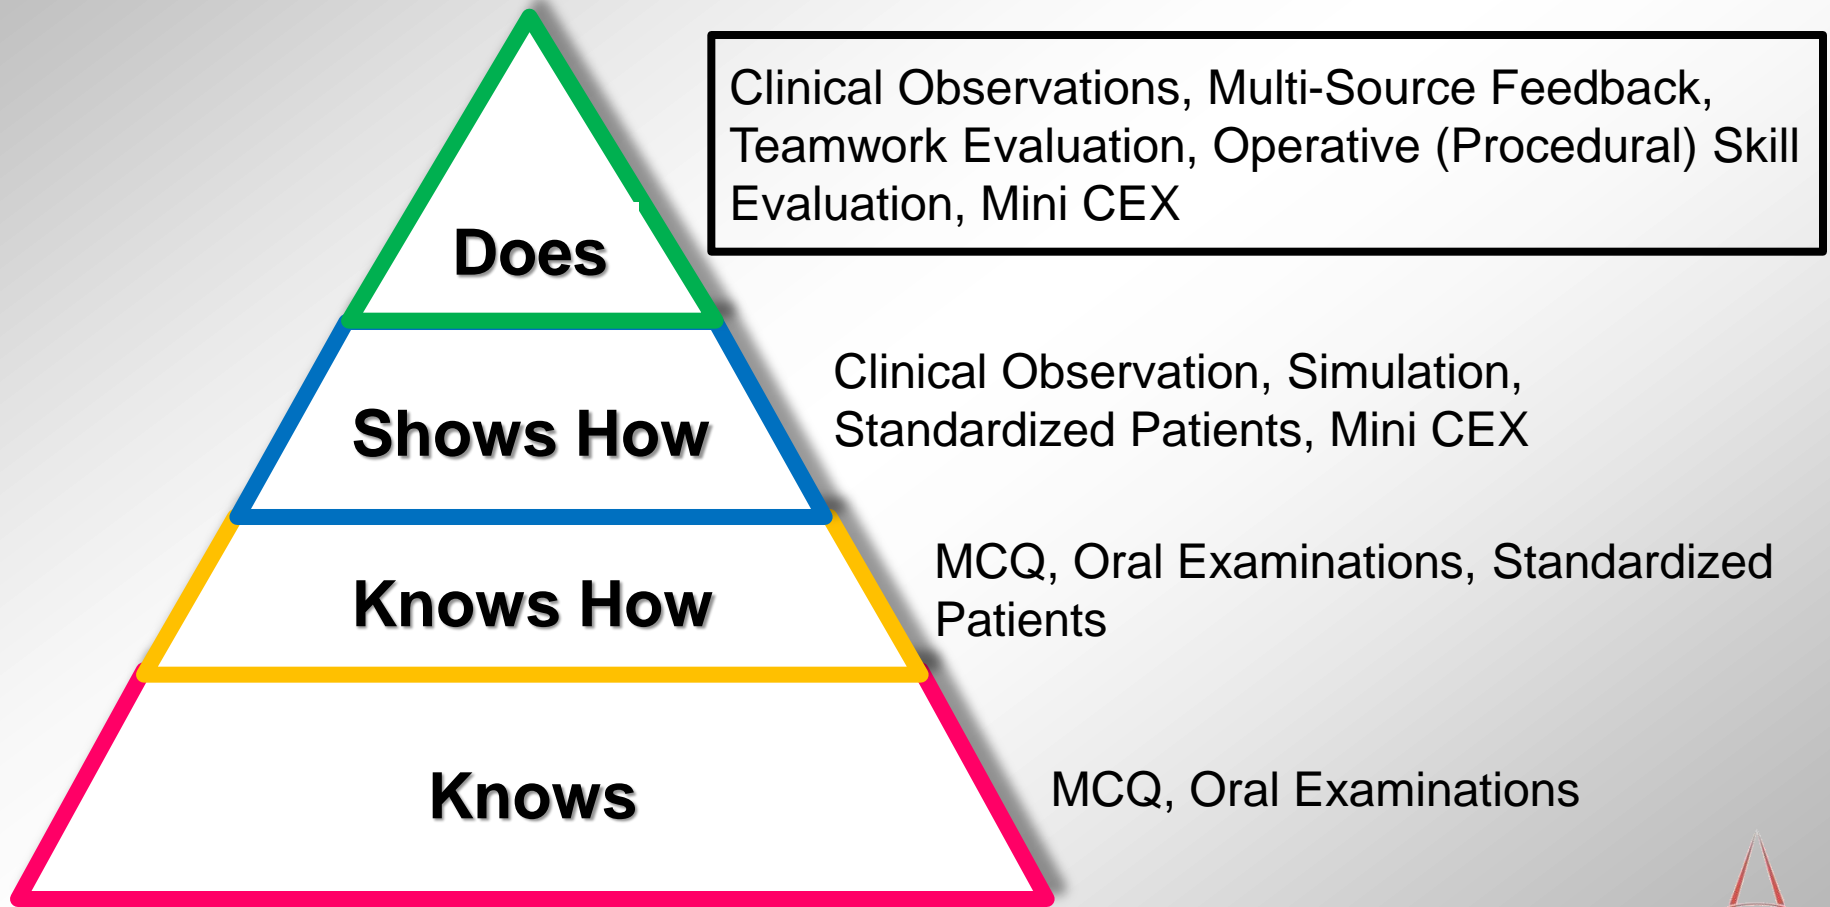 Clinical Observations, Multi-Source Feedback,
Teamwork Evaluation, Operative (Procedural) Skill
Evaluation, Mini CEX
Does
Clinical Observation, Simulation,
Standardized Patients, Mini CEX
Shows How
MCQ, Oral Examinations, Standardized
Patients
Knows How
MCQ, Oral Examinations
Knows